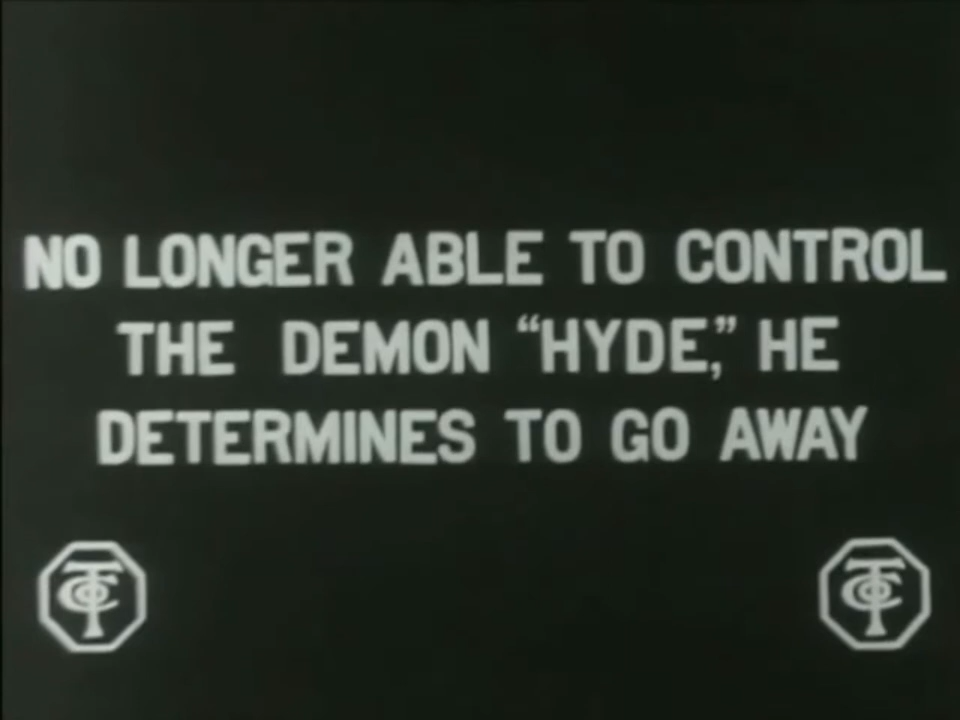 NO LONGER ABLE TO CONTROL
THE DEMON “HYDE,” HE
DETERMINES TO GO AWAY